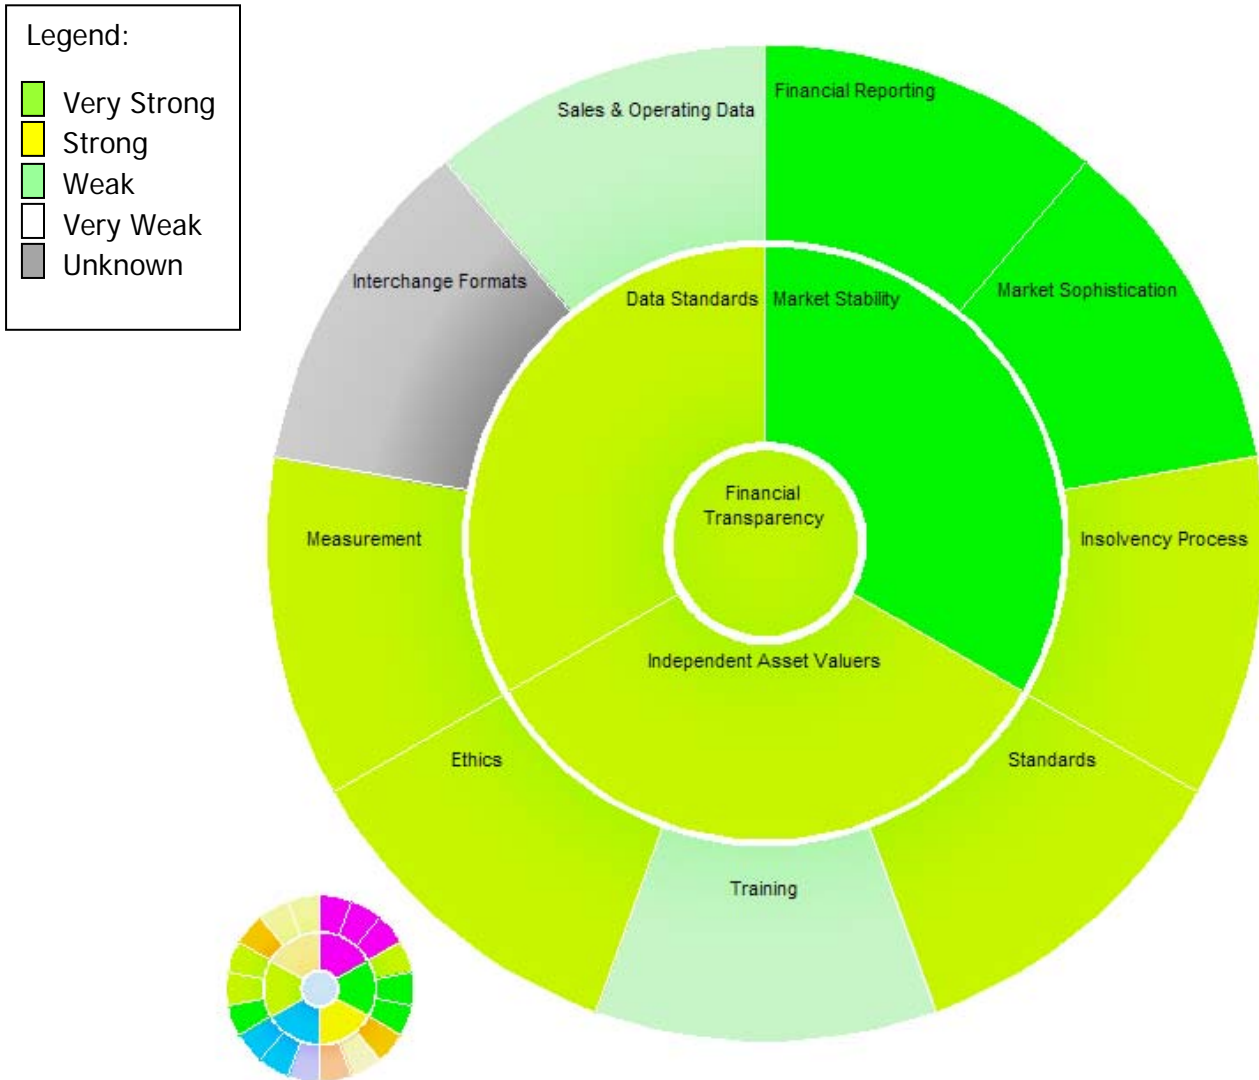 Legend:
Very Strong
Strong
Weak
Very Weak
Unknown
Sales & Operating Data
Financial Reporting
Interchange Formats
Data Standards
Market Stability
Market Sophistication
Financial
Transparency
Measurement
Insolvency Process
Independent Asset Valuers
Ethics
Standards
Training